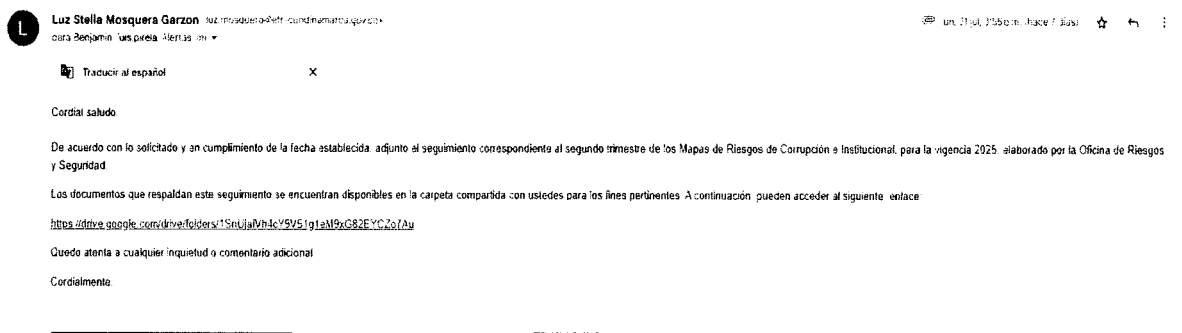 L
Luz Stella Mosquera Garzon
para Benjamin, luis.pirela, Alertas, mi
Traducir al español X
Cordial saludo.
De acuerdo con lo solicitado y en cumplimiento de la fecha establecida, adjunto el seguimiento correspondiente al segundo trimestre de los Mapas de Riesgos de Corrupción e Institucional, para la vigencia 2025, elaborado por la Oficina de Riesgos
y Seguridad.
Los documentos que respaldan este seguimiento se encuentran disponibles en la carpeta compartida con ustedes para los fines pertinentes. A continuación, pueden acceder al siguiente enlace:
Quedo atenta a cualquier inquietud o comentario adicional.
Cordialmente,